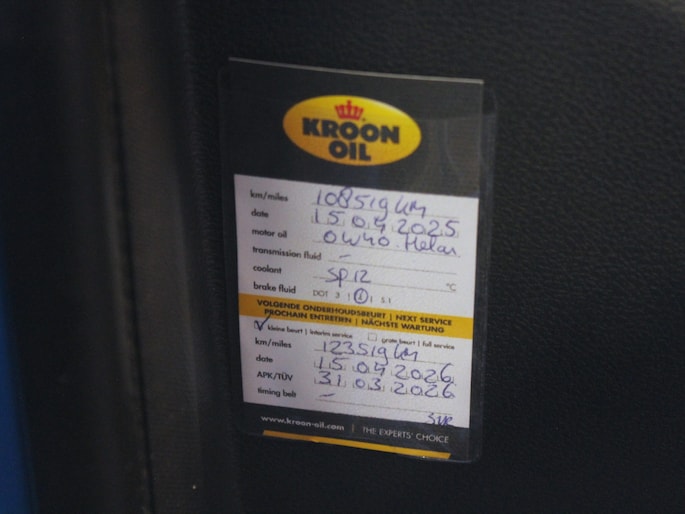 KROON
OIL
km/miles 108519 km
date 15.04.2025
motor oil 0W40 Helar
transmission fluid -
coolant SP12 °C
brake fluid DOT 3 | 4 | 5.1
VOLGENDE ONDERHOUDSBEURT | NEXT SERVICE
PROCHAIN ENTRETIEN | NÄCHSTE WARTUNG
kleine beurt | interim service grote beurt | full service
km/miles 123519 km
date 15.04.2026
APK/TÜV 31.03.2026
timing belt -
www.kroon-oil.com | THE EXPERTS' CHOICE